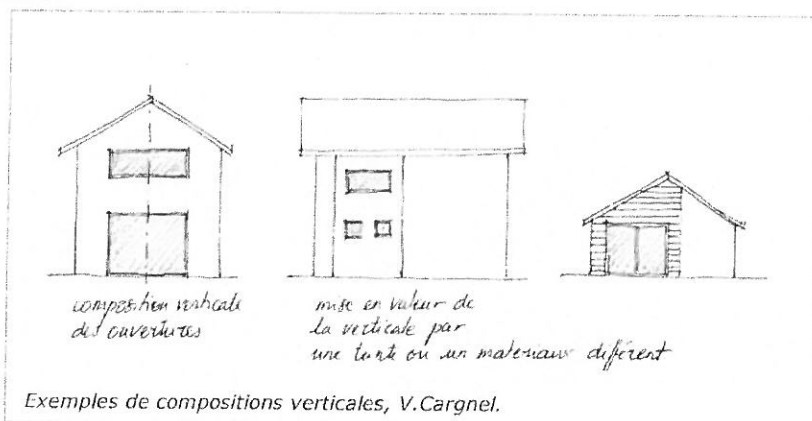 composition verticale
des ouvertures
mise en valeur de
la verticale par
une teinte ou un materiaux différent
Exemples de compositions verticales, V.Cargnel.